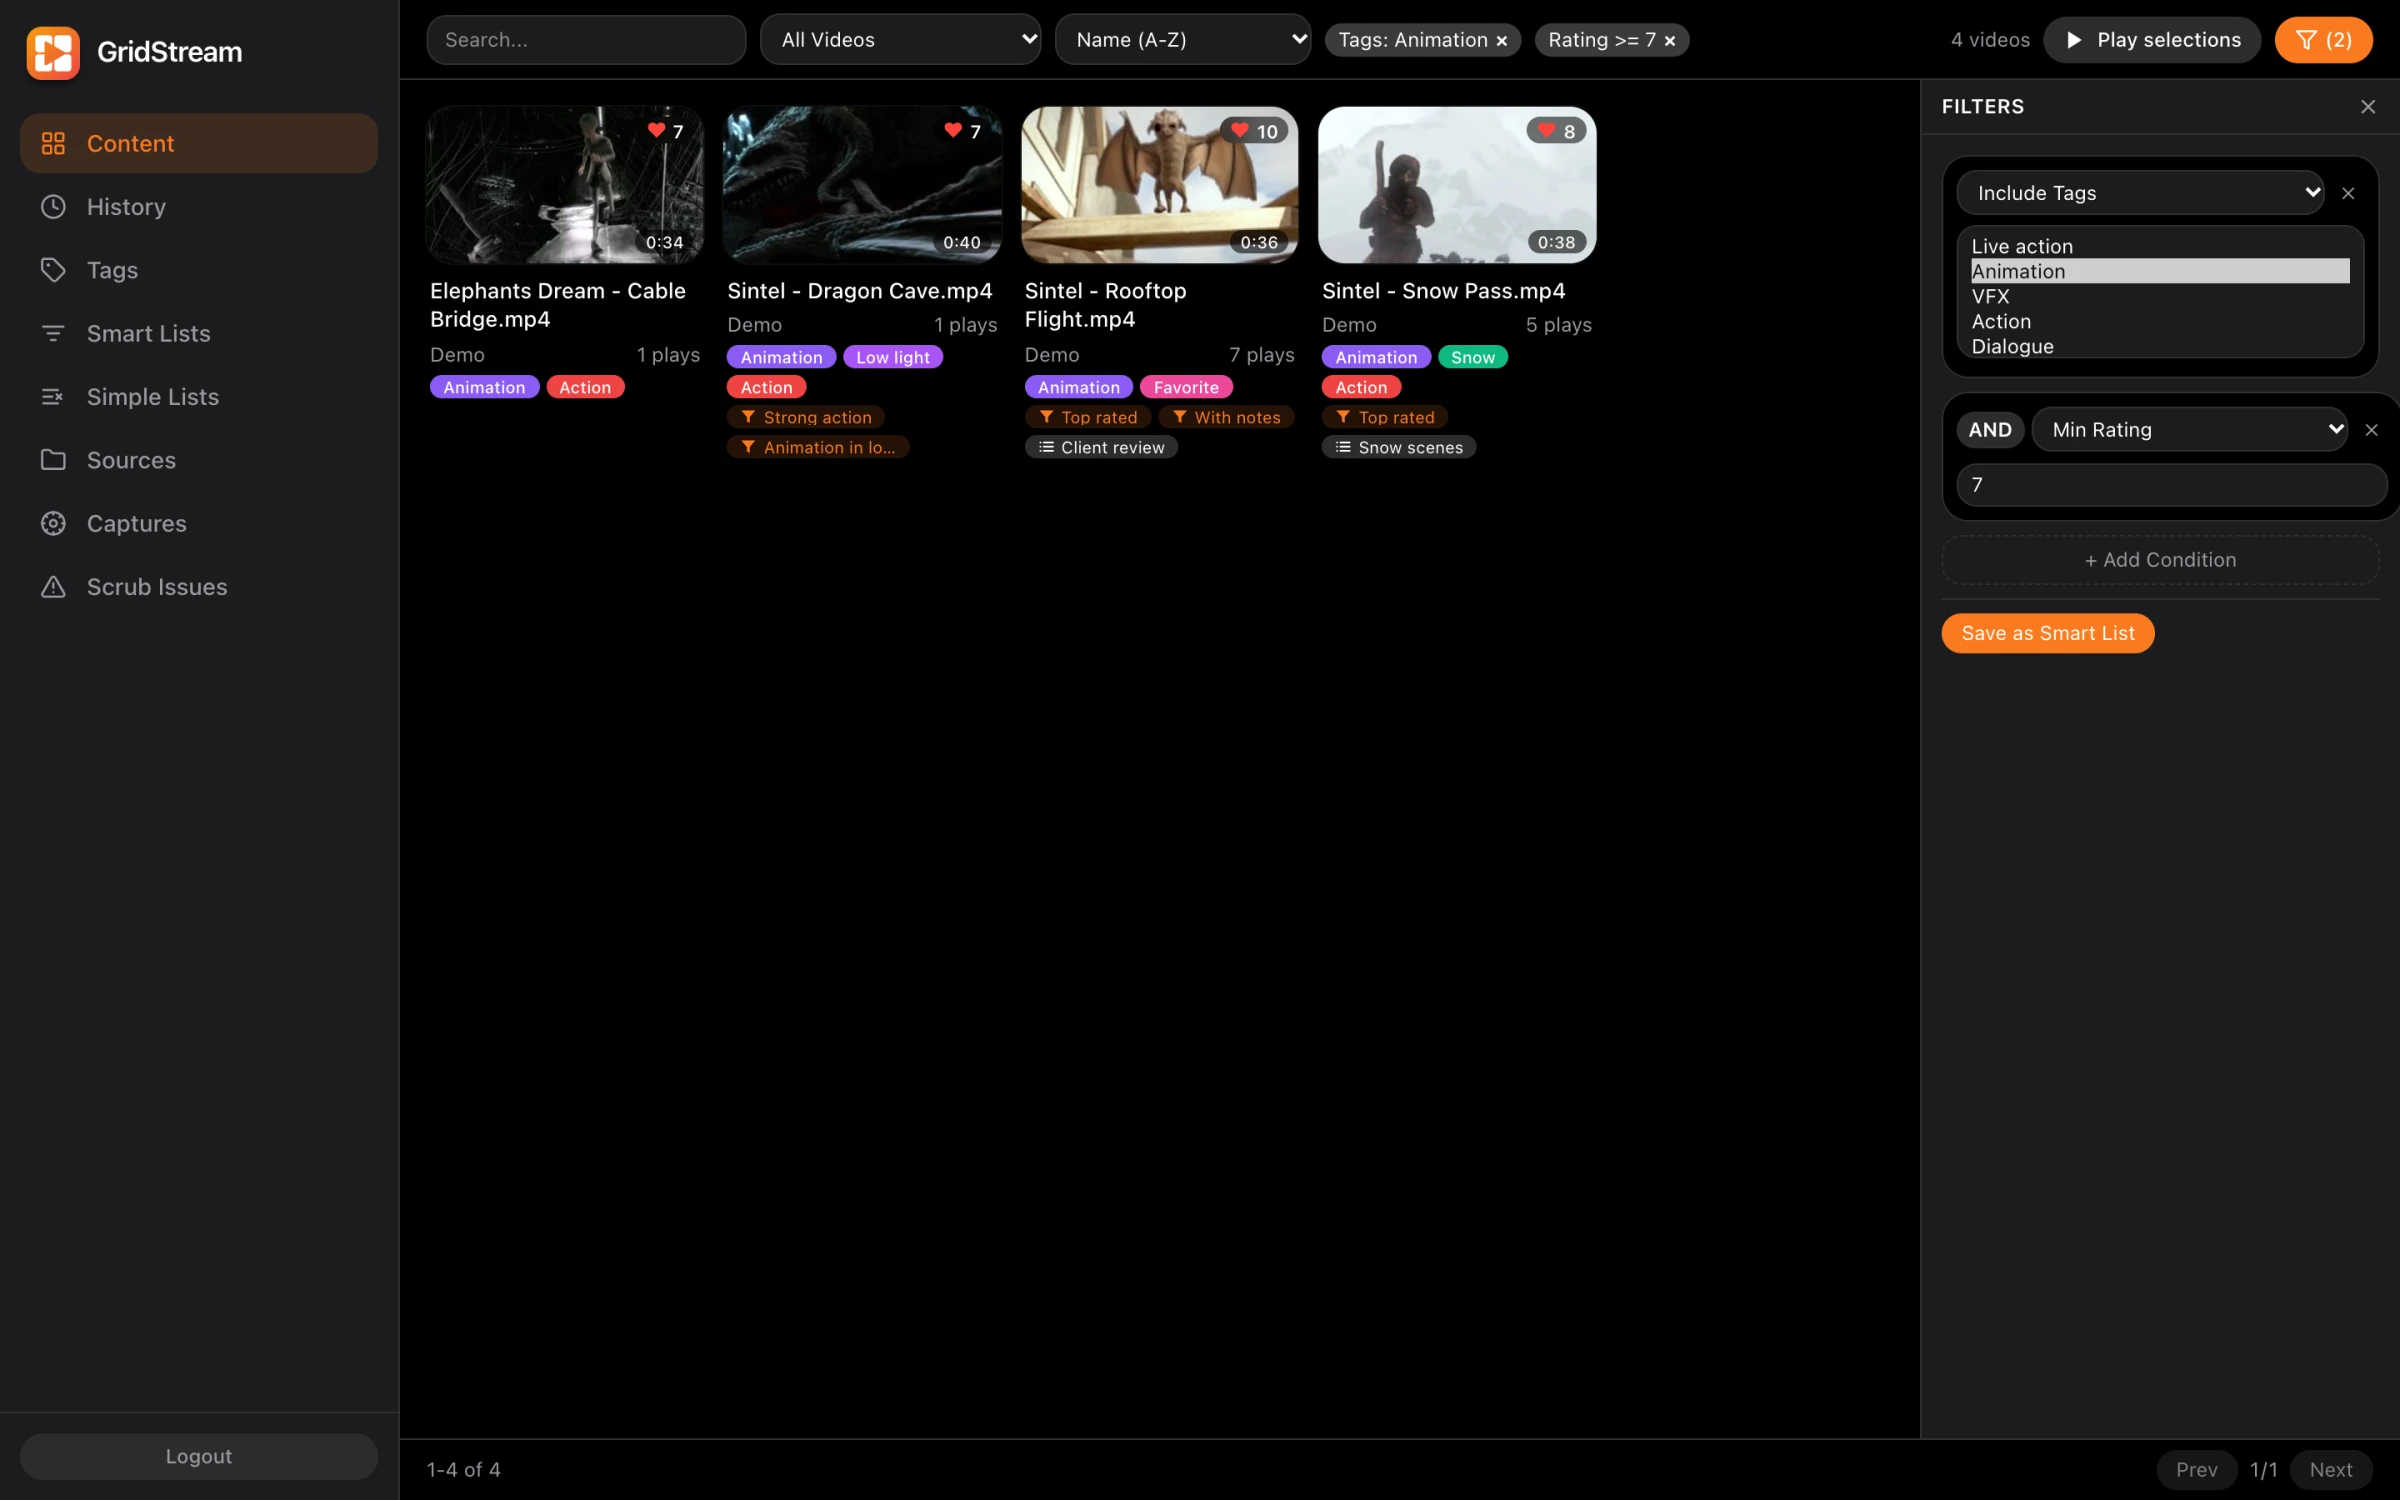 GridStream
Content
History
Tags
Smart Lists
Simple Lists
Sources
Captures
Scrub Issues
Logout
Search...
All Videos
Name (A-Z)
Tags: Animation ×
Rating >= 7 ×
4 videos
Play selections
(2)
7
0:34
Elephants Dream - Cable
Bridge.mp4
Demo 1 plays
Animation Action
7
0:40
Sintel - Dragon Cave.mp4
Demo 1 plays
Animation Low light
Action
Strong action
Animation in lo...
10
0:36
Sintel - Rooftop
Flight.mp4
Demo 7 plays
Animation Favorite
Top rated With notes
Client review
8
0:38
Sintel - Snow Pass.mp4
Demo 5 plays
Animation Snow
Action
Top rated
Snow scenes
FILTERS
Include Tags
Live action
Animation
VFX
Action
Dialogue
AND Min Rating
7
+ Add Condition
Save as Smart List
1-4 of 4
Prev 1/1 Next